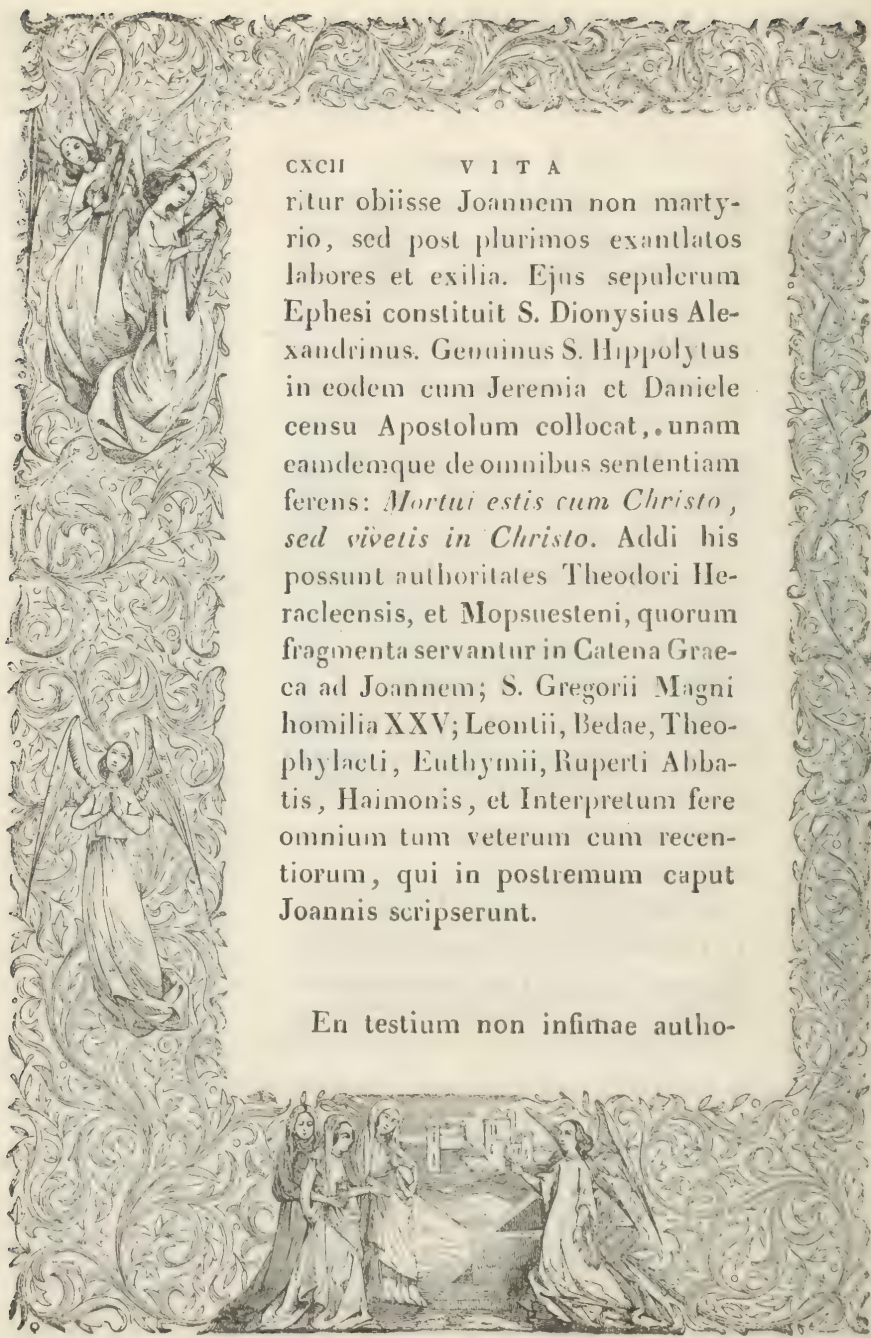 CXCII VITA
ritur obiisse Joannem non marty-
rio, sed post plurimos exantlatos
labores et exilia. Ejus sepulcrum
Ephesi constituit S. Dionysius Ale-
xandrinus. Genuinus S. Hippolytus
in eodem cum Jeremia et Daniele
censu Apostolum collocat, unam
eamdemque de omnibus sententiam
ferens: Mortui estis cum Christo,
sed vivetis in Christo. Addi his
possunt authoritates Theodori He-
racleensis, et Mopsuesteni, quorum
fragmenta servantur in Catena Grae-
ca ad Joannem; S. Gregorii Magni
homilia XXV; Leontii, Bedae, Theo-
phylacti, Euthymii, Ruperti Abba-
tis, Haimonis, et Interpretum fere
omnium tum veterum cum recen-
tiorum, qui in postremum caput
Joannis scripserunt.
En testium non infimae autho-